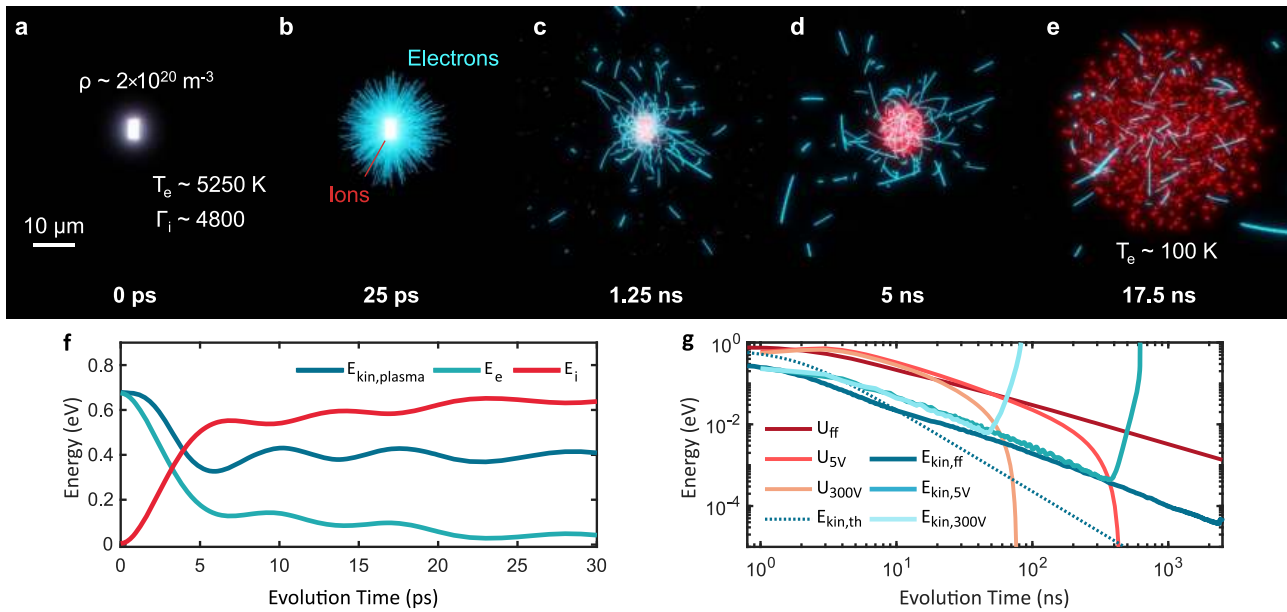 a
b
c
d
e
ρ ~ 2×10²⁰ m⁻³
Electrons
Ions
Tₑ ~ 5250 K
Γᵢ ~ 4800
10 µm
Tₑ ~ 100 K
0 ps
25 ps
1.25 ns
5 ns
17.5 ns
f
E_kin,plasma
E_e
E_i
Energy (eV)
0.8
0.6
0.4
0.2
0
0
5
10
15
20
25
30
Evolution Time (ps)
g
Energy (eV)
10⁰
10⁻²
10⁻⁴
U_ff
U_5V
U_300V
E_kin,th
E_kin,ff
E_kin,5V
E_kin,300V
10⁰
10¹
10²
10³
Evolution Time (ns)